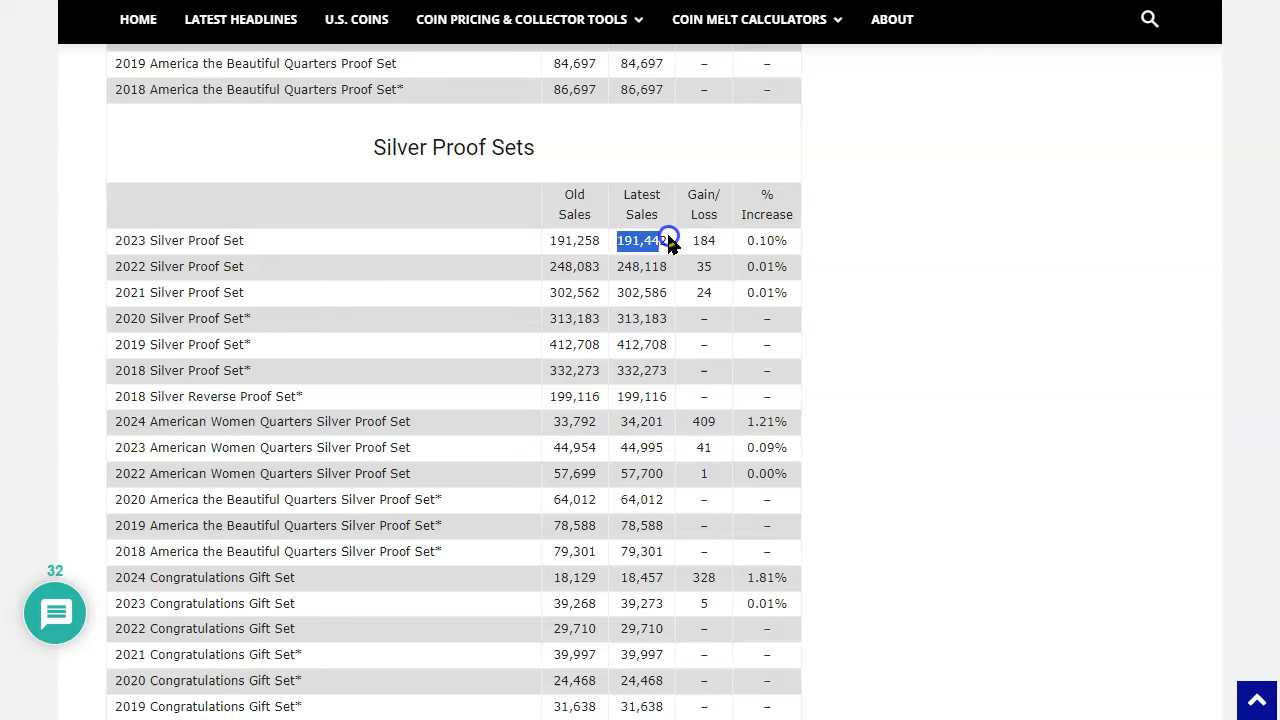 HOME LATEST HEADLINES U.S. COINS COIN PRICING & COLLECTOR TOOLS COIN MELT CALCULATORS ABOUT
2019 America the Beautiful Quarters Proof Set 84,697 84,697 – –
2018 America the Beautiful Quarters Proof Set* 86,697 86,697 – –
Silver Proof Sets
Old Latest Gain/ %
Sales Sales Loss Increase
2023 Silver Proof Set 191,258 191,442 184 0.10%
2022 Silver Proof Set 248,083 248,118 35 0.01%
2021 Silver Proof Set 302,562 302,586 24 0.01%
2020 Silver Proof Set* 313,183 313,183 – –
2019 Silver Proof Set* 412,708 412,708 – –
2018 Silver Proof Set* 332,273 332,273 – –
2018 Silver Reverse Proof Set* 199,116 199,116 – –
2024 American Women Quarters Silver Proof Set 33,792 34,201 409 1.21%
2023 American Women Quarters Silver Proof Set 44,954 44,995 41 0.09%
2022 American Women Quarters Silver Proof Set 57,699 57,700 1 0.00%
2020 America the Beautiful Quarters Silver Proof Set* 64,012 64,012 – –
2019 America the Beautiful Quarters Silver Proof Set* 78,588 78,588 – –
2018 America the Beautiful Quarters Silver Proof Set* 79,301 79,301 – –
2024 Congratulations Gift Set 18,129 18,457 328 1.81%
2023 Congratulations Gift Set 39,268 39,273 5 0.01%
2022 Congratulations Gift Set 29,710 29,710 – –
2021 Congratulations Gift Set* 39,997 39,997 – –
2020 Congratulations Gift Set* 24,468 24,468 – –
2019 Congratulations Gift Set* 31,638 31,638 – –
32